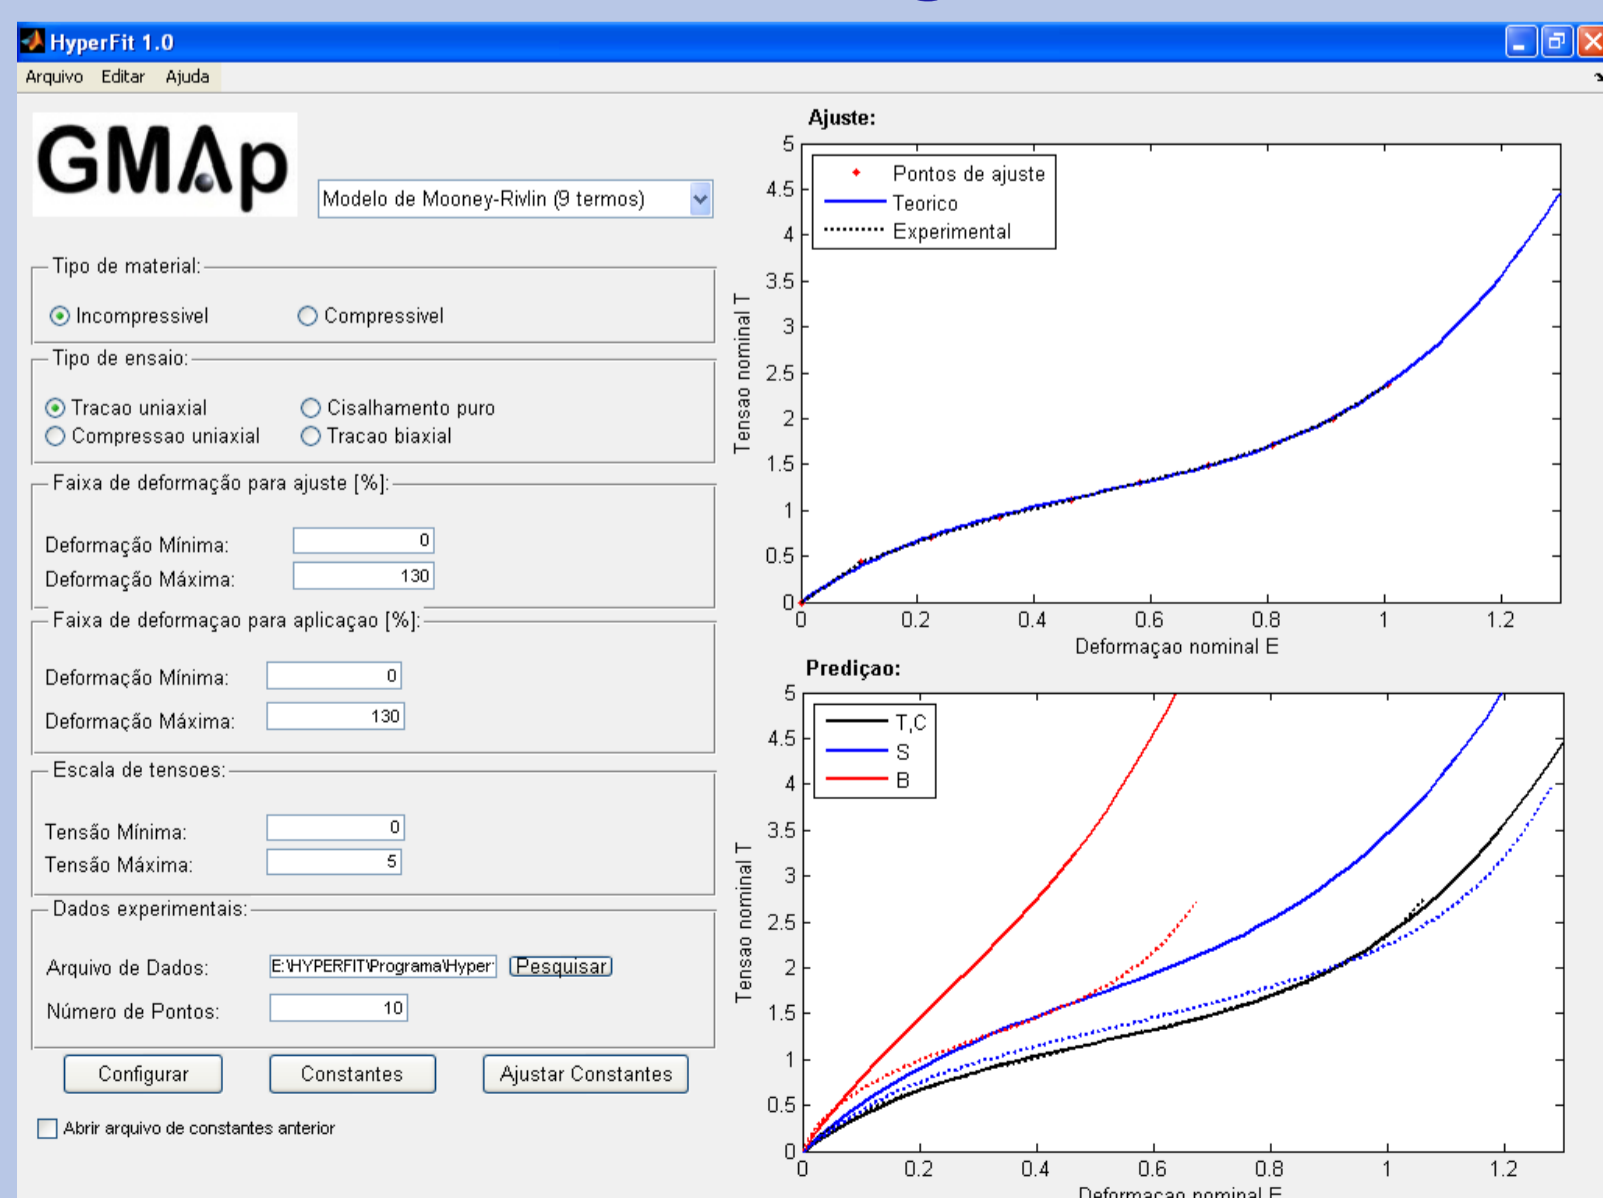 HyperFit 1.0
Arquivo Editar Ajuda
GMAp
Modelo de Mooney-Rivlin (9 termos)
Tipo de material:
Incompressivel Compressivel
Tipo de ensaio:
Tracao uniaxial Cisalhamento puro
Compressao uniaxial Tracao biaxial
Faixa de deformação para ajuste [%]:
Deformação Mínima: 0
Deformação Máxima: 130
Faixa de deformaçao para aplicaçao [%]:
Deformação Mínima: 0
Deformação Máxima: 130
Escala de tensoes:
Tensão Mínima: 0
Tensão Máxima: 5
Dados experimentais:
Arquivo de Dados: E:\HYPERFIT\Programa\Hyper Pesquisar
Número de Pontos: 10
Configurar Constantes Ajustar Constantes
Abrir arquivo de constantes anterior
Ajuste:
Pontos de ajuste
Teorico
Experimental
5
4.5
4
3.5
3
2.5
2
1.5
1
0.5
0
Tensao nominal T
0 0.2 0.4 0.6 0.8 1 1.2
Deformaçao nominal E
Prediçao:
T,C
S
B
5
4.5
4
3.5
3
2.5
2
1.5
1
0.5
0
Tensao nominal T
0 0.2 0.4 0.6 0.8 1 1.2
Deformaçao nominal E